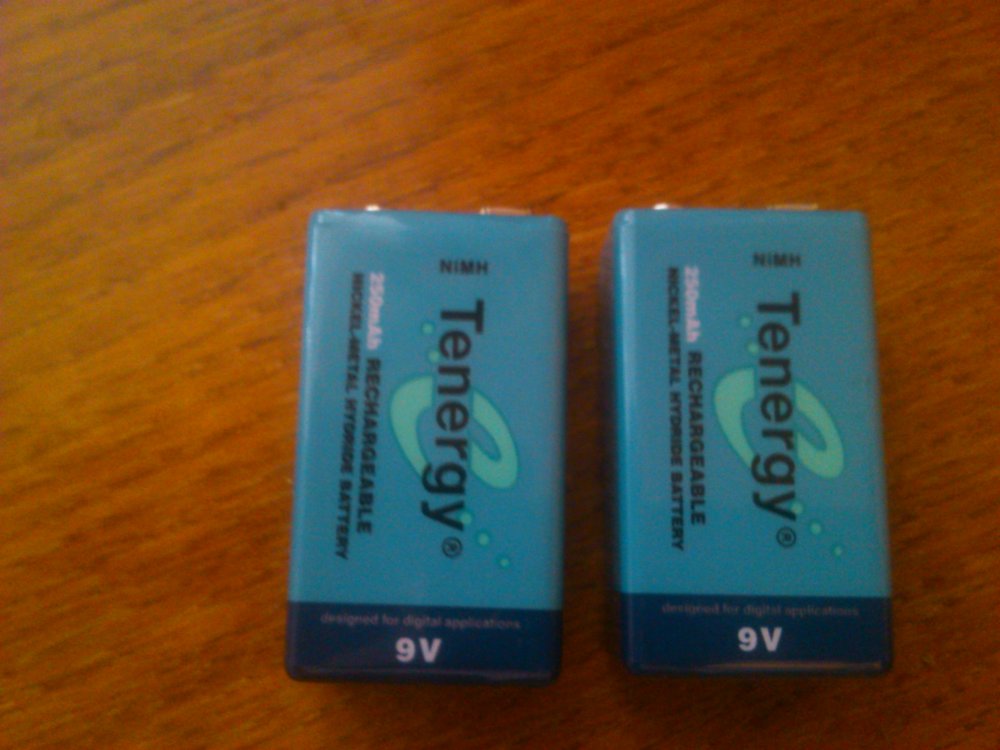 NiMH
Tenergy®
250mAh RECHARGEABLE
NICKEL-METAL HYDRIDE BATTERY
designed for digital applications
9V
NiMH
Tenergy®
250mAh RECHARGEABLE
NICKEL-METAL HYDRIDE BATTERY
designed for digital applications
9V